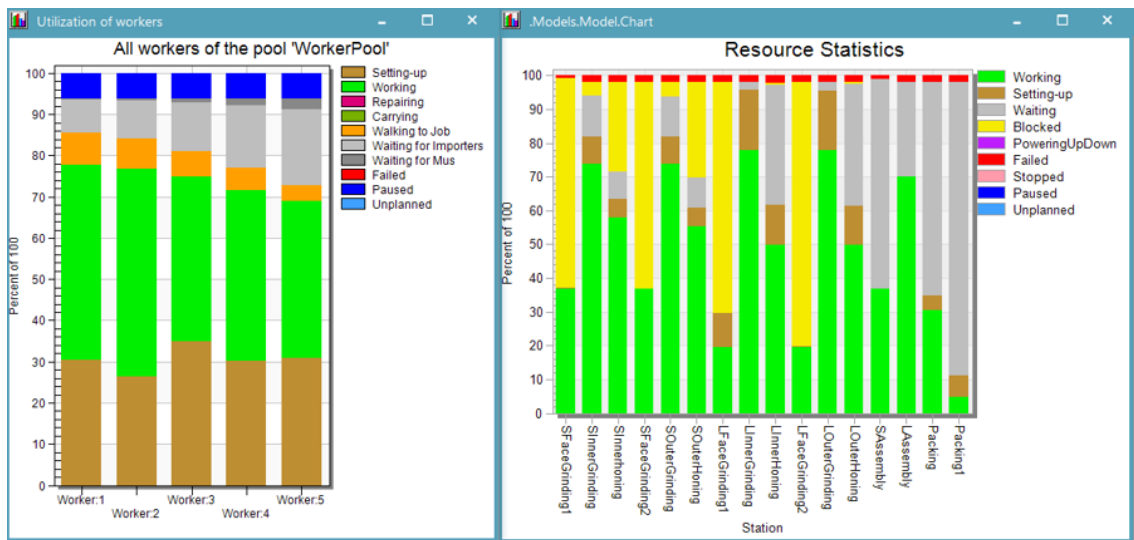 Utilization of workers
All workers of the pool 'WorkerPool'
Percent of 100
100
90
80
70
60
50
40
30
20
10
0
Worker:1
Worker:2
Worker:3
Worker:4
Worker:5
Setting-up
Working
Repairing
Carrying
Walking to Job
Waiting for Importers
Waiting for Mus
Failed
Paused
Unplanned
.Models.Model.Chart
Resource Statistics
Percent of 100
100
90
80
70
60
50
40
30
20
10
0
SFaceGrinding1
SInnerGrinding
SInnerhoning
SFaceGrinding2
SOuterGrinding
SOuterHoning
LFaceGrinding1
LInnerGrinding
LInnerHoning
LFaceGrinding2
LOuterGrinding
LOuterHoning
SAssembly
LAssembly
Packing
Packing1
Station
Working
Setting-up
Waiting
Blocked
PoweringUpDown
Failed
Stopped
Paused
Unplanned